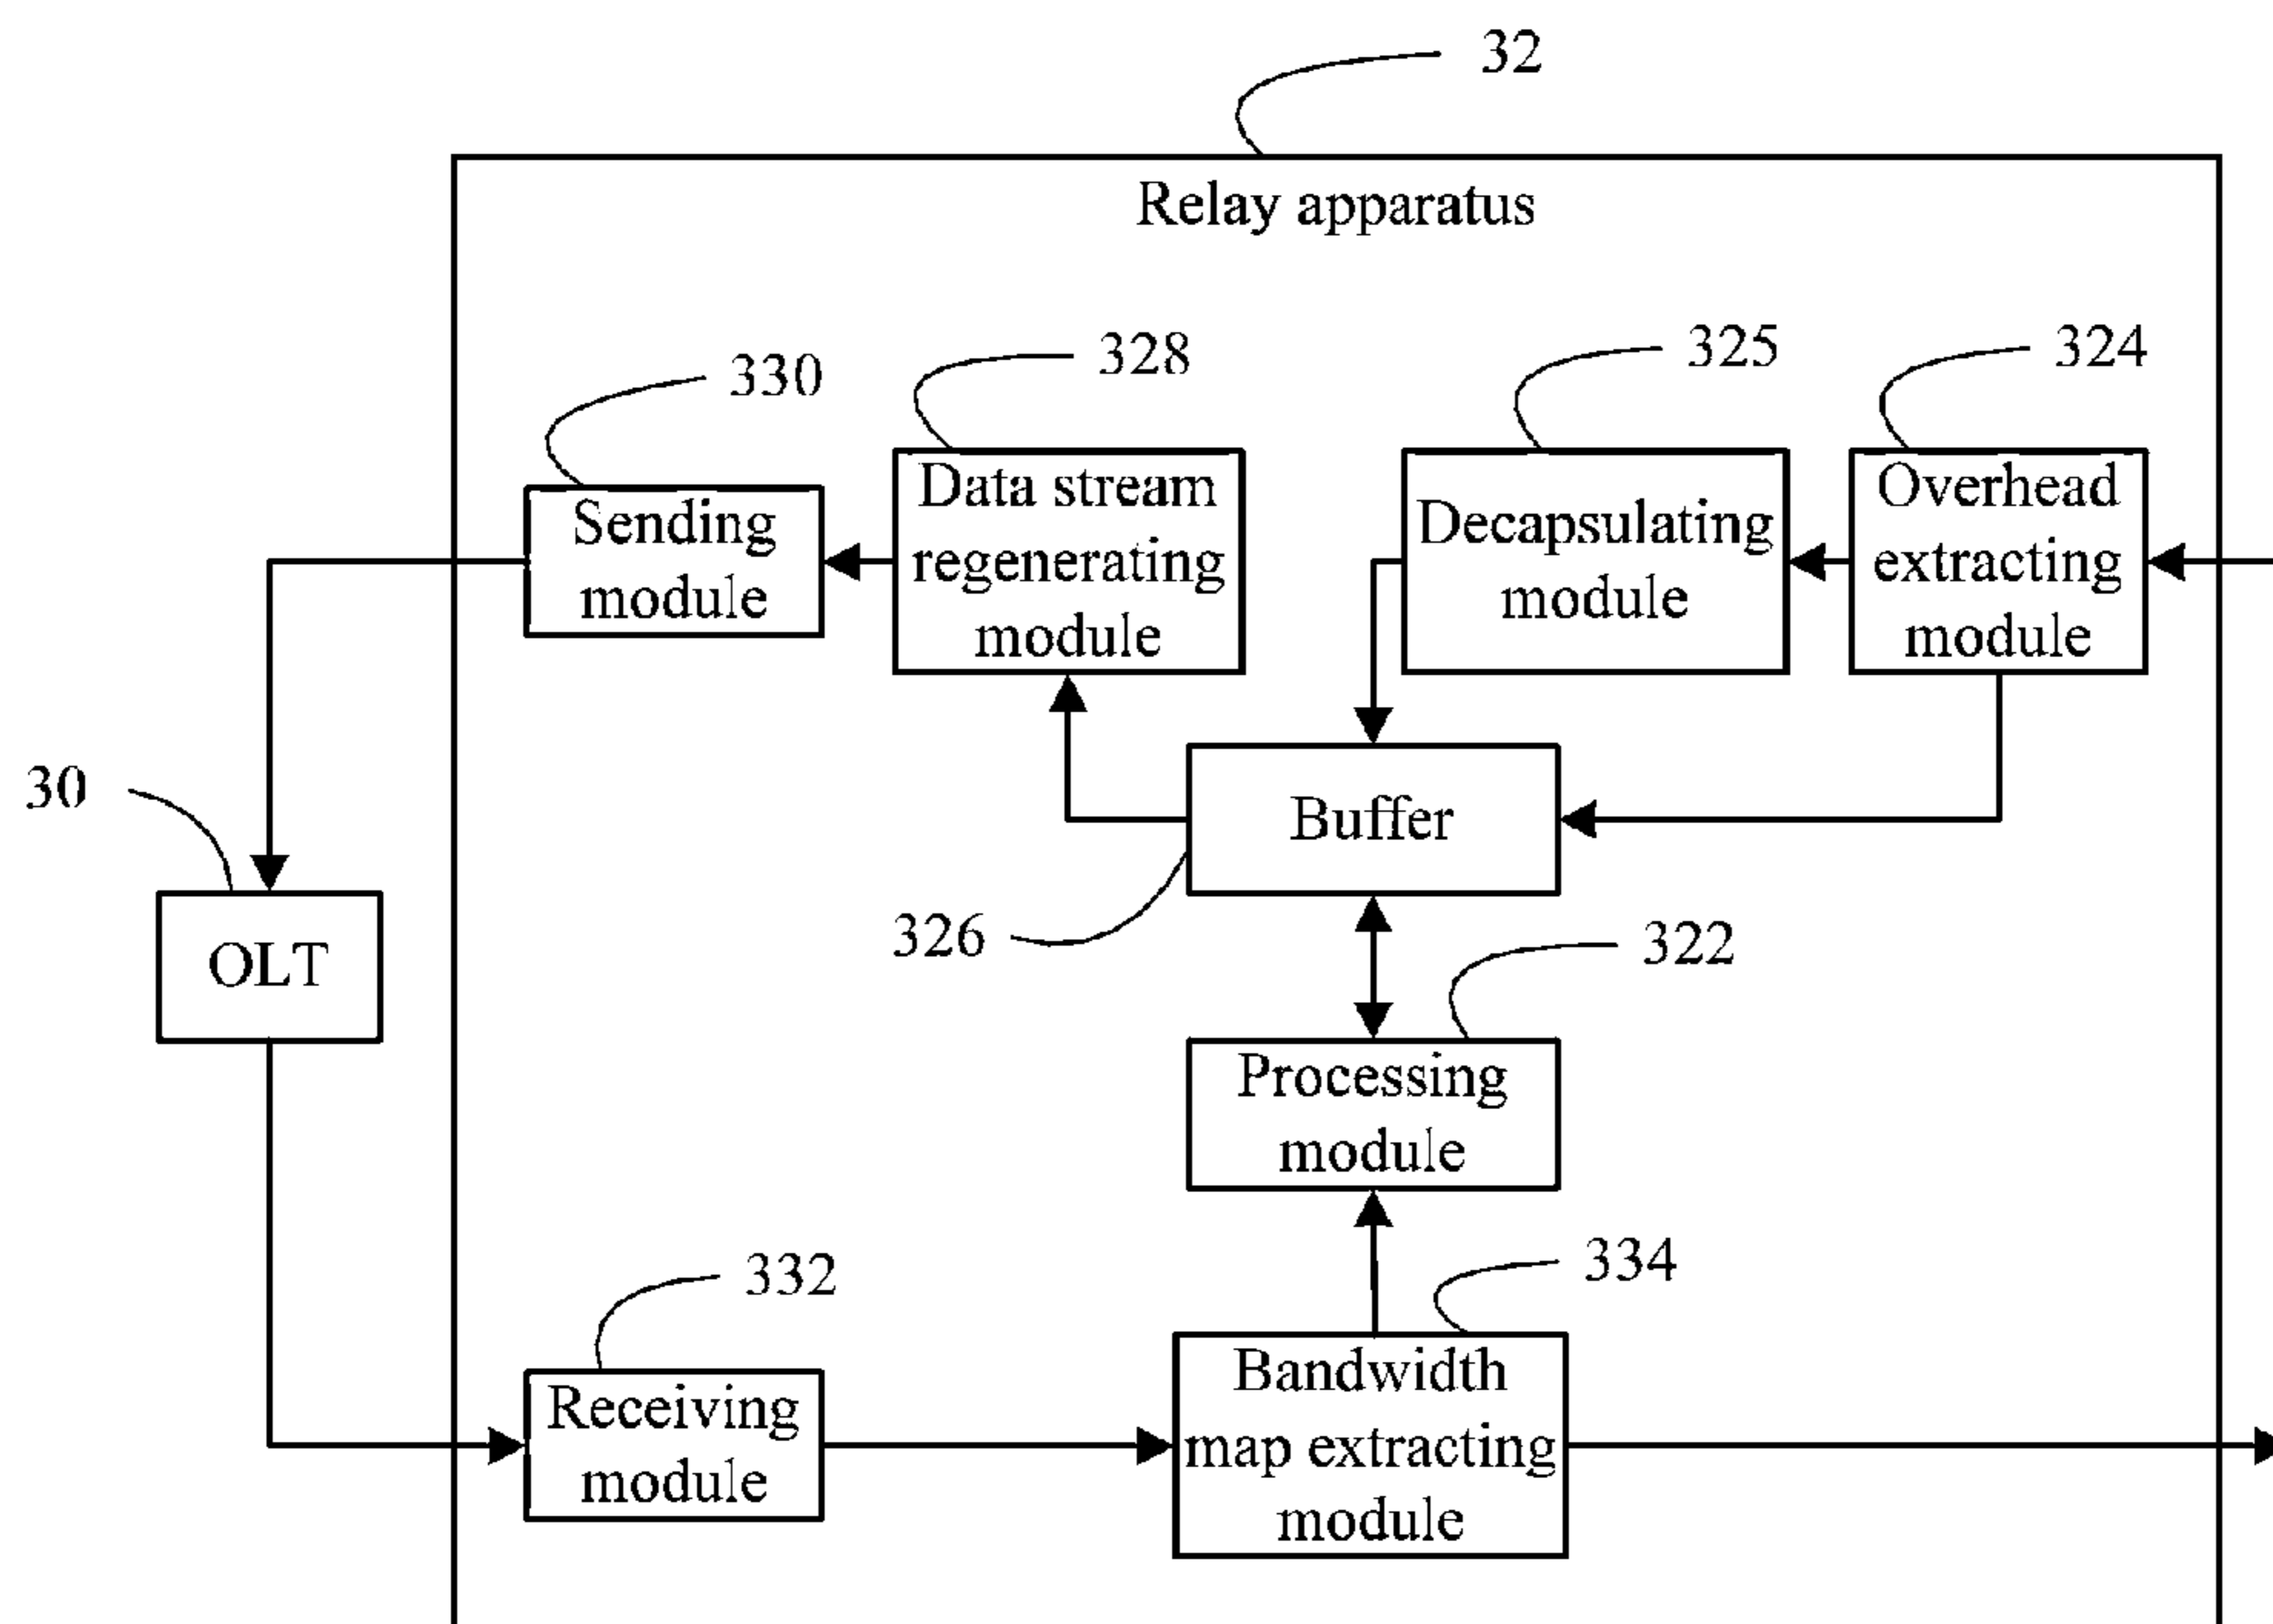 32
Relay apparatus
330
328
325
324
Sending
module
Data stream
regenerating
module
Decapsulating
module
Overhead
extracting
module
30
OLT
Buffer
326
322
Processing
module
332
334
Receiving
module
Bandwidth
map extracting
module